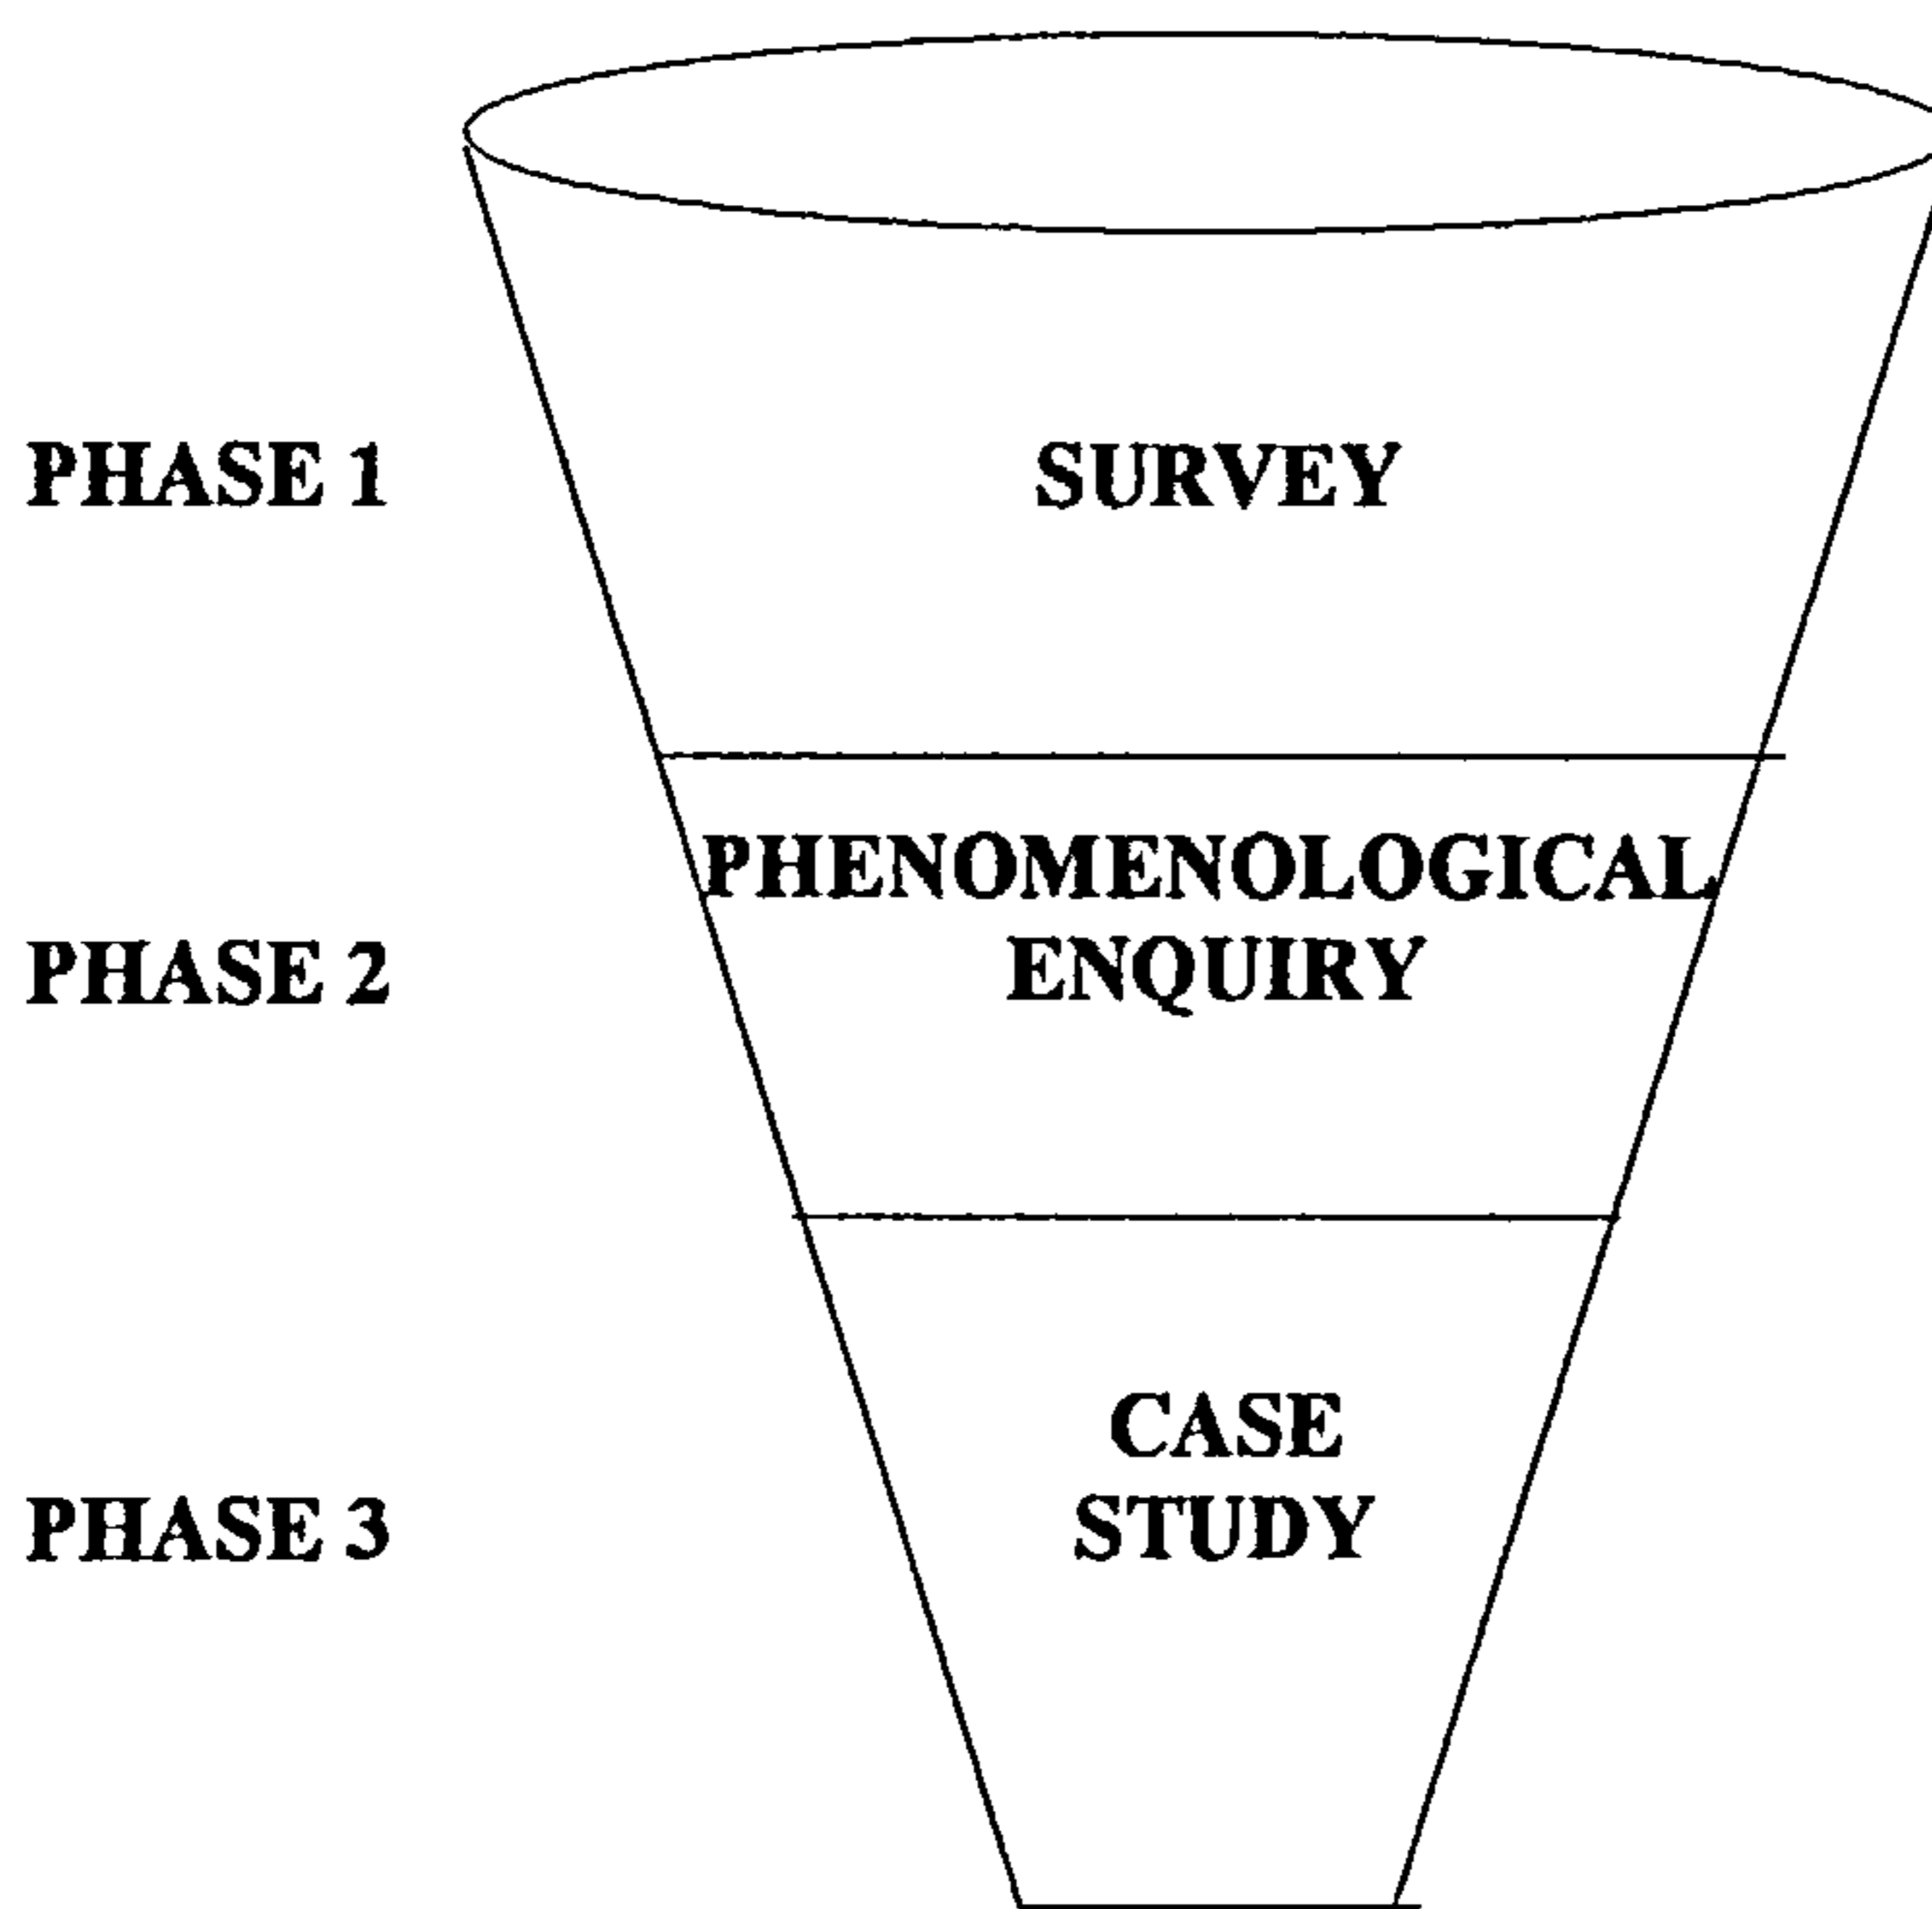 PHASE 1
SURVEY
PHENOMENOLOGICAL
ENQUIRY
PHASE 2
CASE
STUDY
PHASE 3